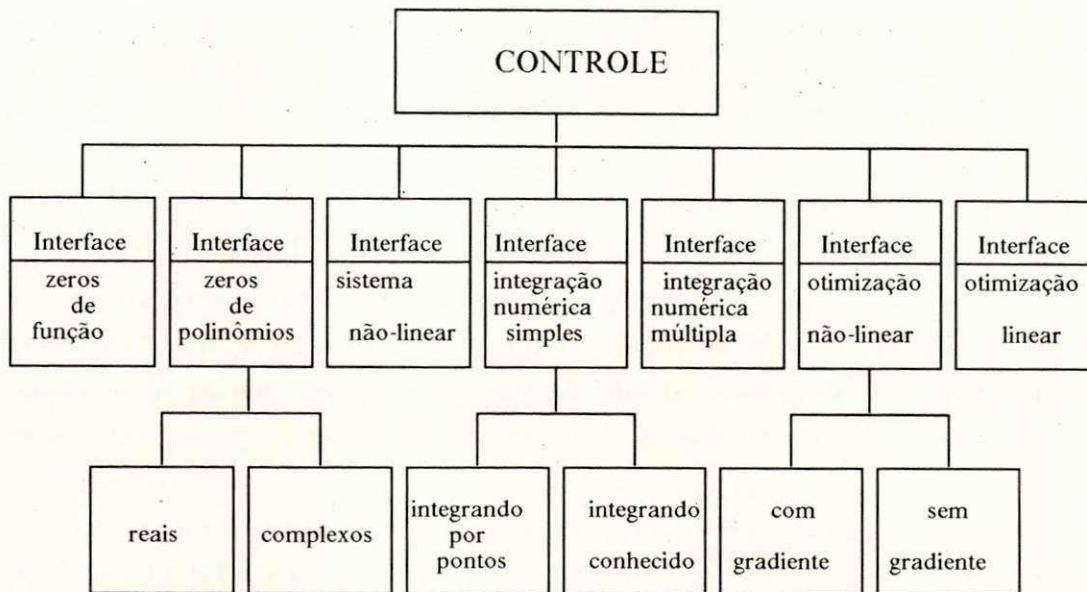 CONTROLE
Interface
zeros
de
função
Interface
zeros
de
polinômios
Interface
sistema
não-linear
Interface
integração
numérica
simples
Interface
integração
numérica
múltipla
Interface
otimização
não-linear
Interface
otimização
linear
reais
complexos
integrando
por
pontos
integrando
conhecido
com
gradiente
sem
gradiente